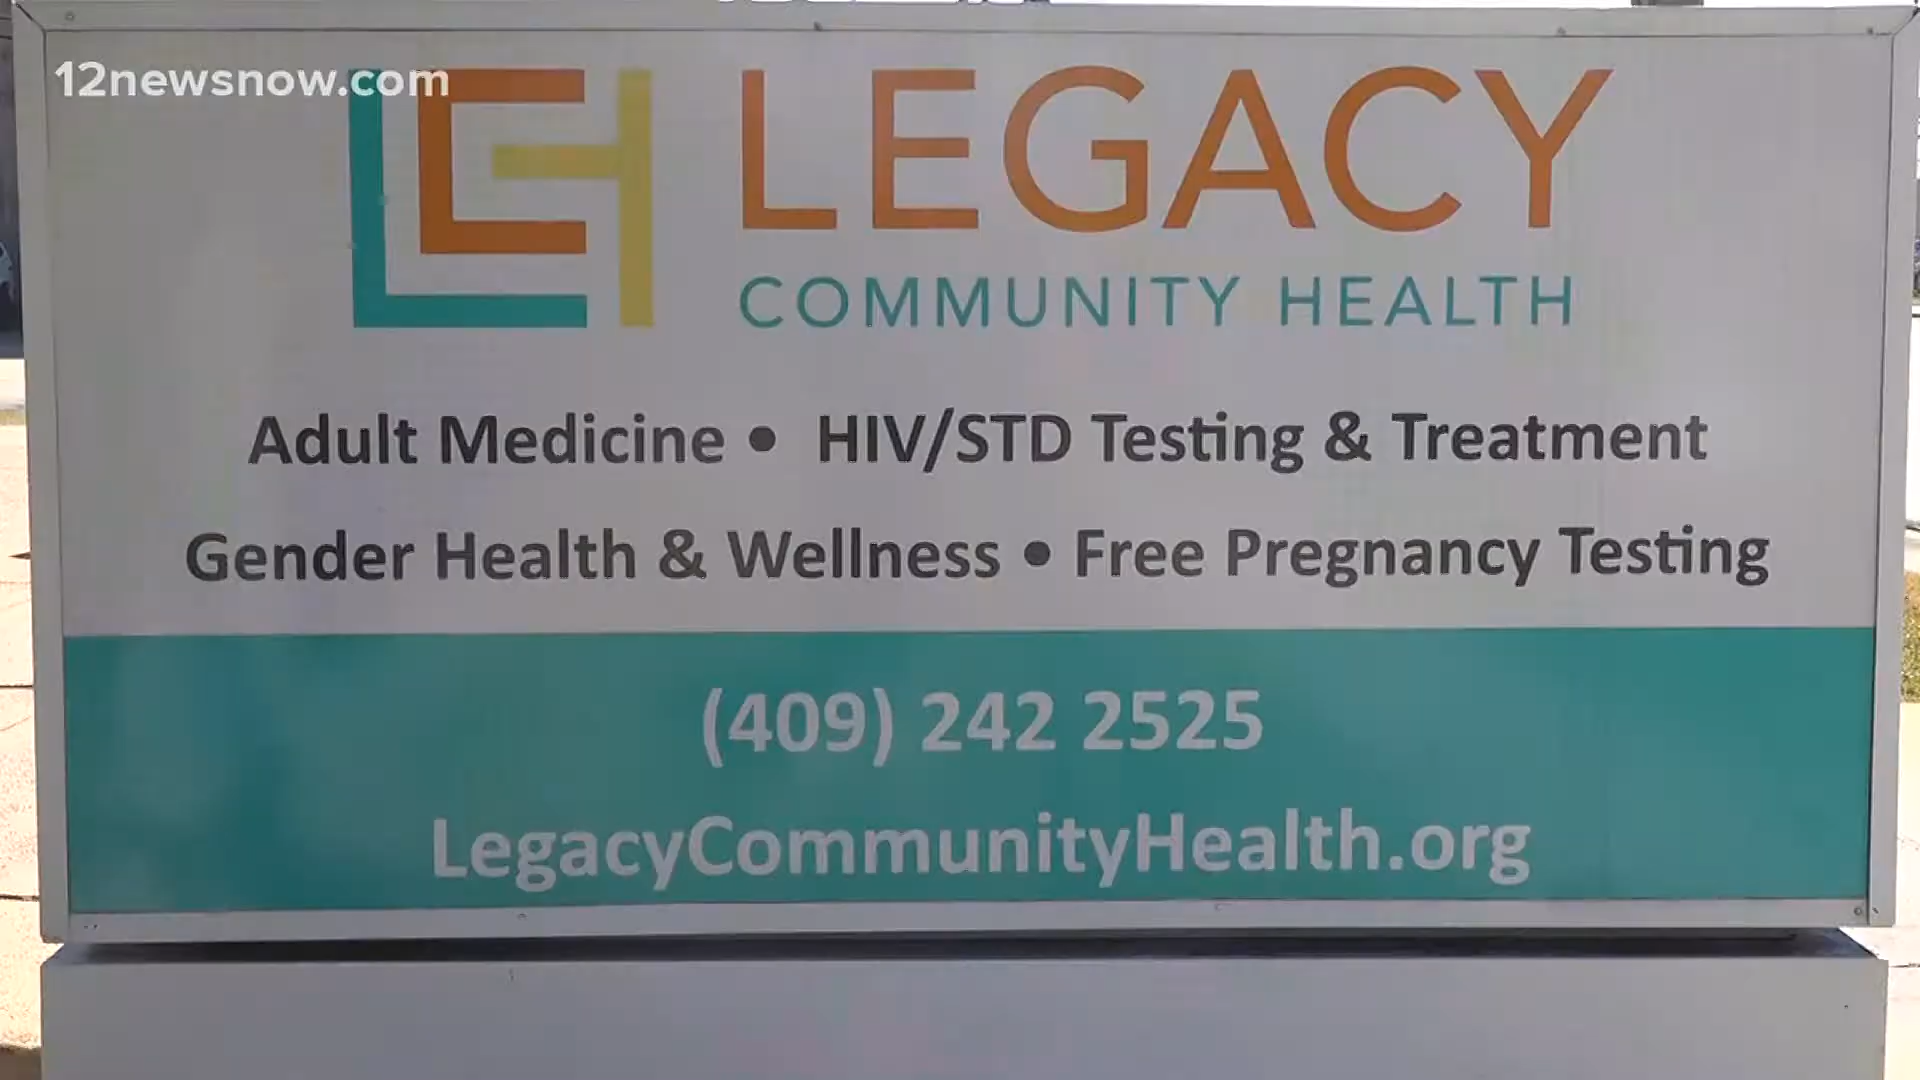 12newsnow.com
LEGACY
COMMUNITY HEALTH
Adult Medicine • HIV/STD Testing & Treatment
Gender Health & Wellness • Free Pregnancy Testing
(409) 242 2525
LegacyCommunityHealth.org